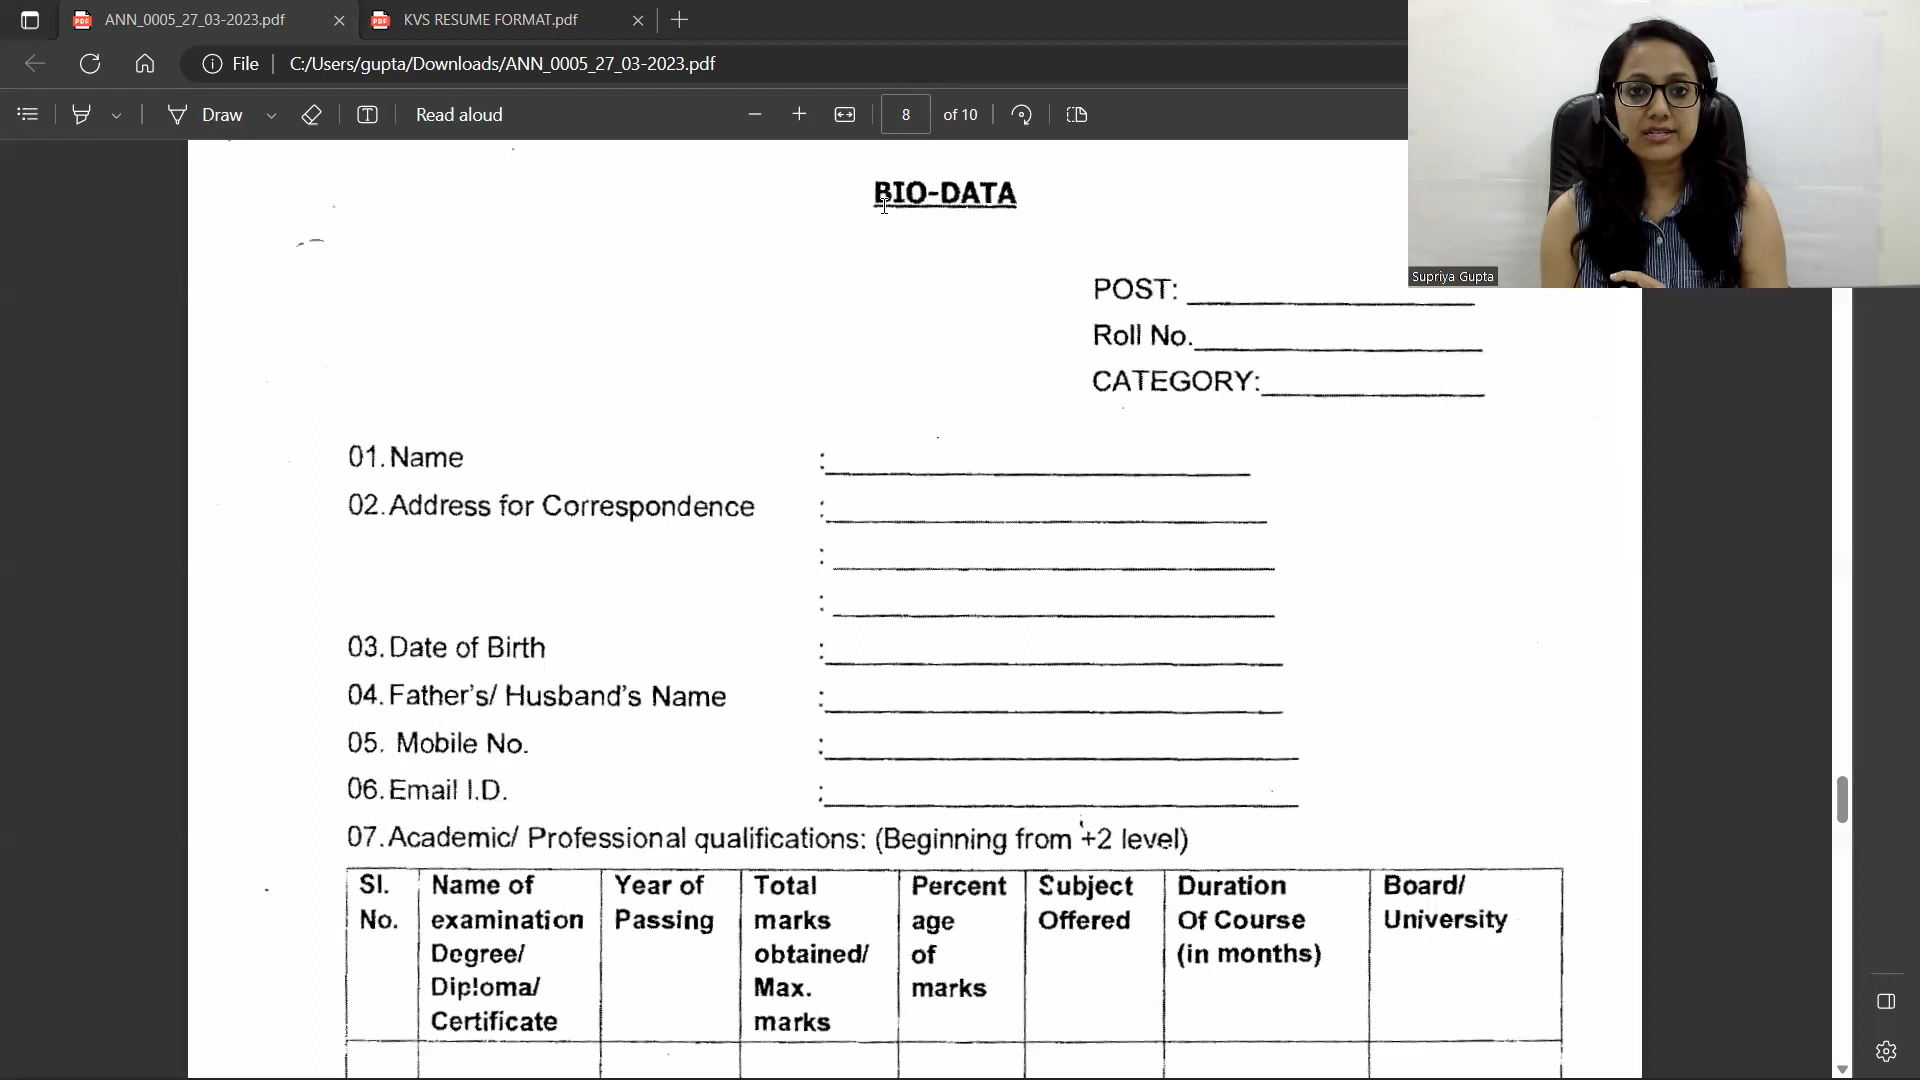 ANN_0005_27_03-2023.pdf
KVS RESUME FORMAT.pdf
File
C:/Users/gupta/Downloads/ANN_0005_27_03-2023.pdf
Draw
Read aloud
8 of 10
Supriya Gupta
BIO-DATA
POST:
Roll No.
CATEGORY:
01. Name :
02. Address for Correspondence :
:
:
03. Date of Birth :
04. Father's/ Husband's Name :
05. Mobile No. :
06. Email I.D. :
07. Academic/ Professional qualifications: (Beginning from +2 level)
Sl. No.
Name of examination Degree/ Diploma/ Certificate
Year of Passing
Total marks obtained/ Max. marks
Percent age of marks
Subject Offered
Duration Of Course (in months)
Board/ University